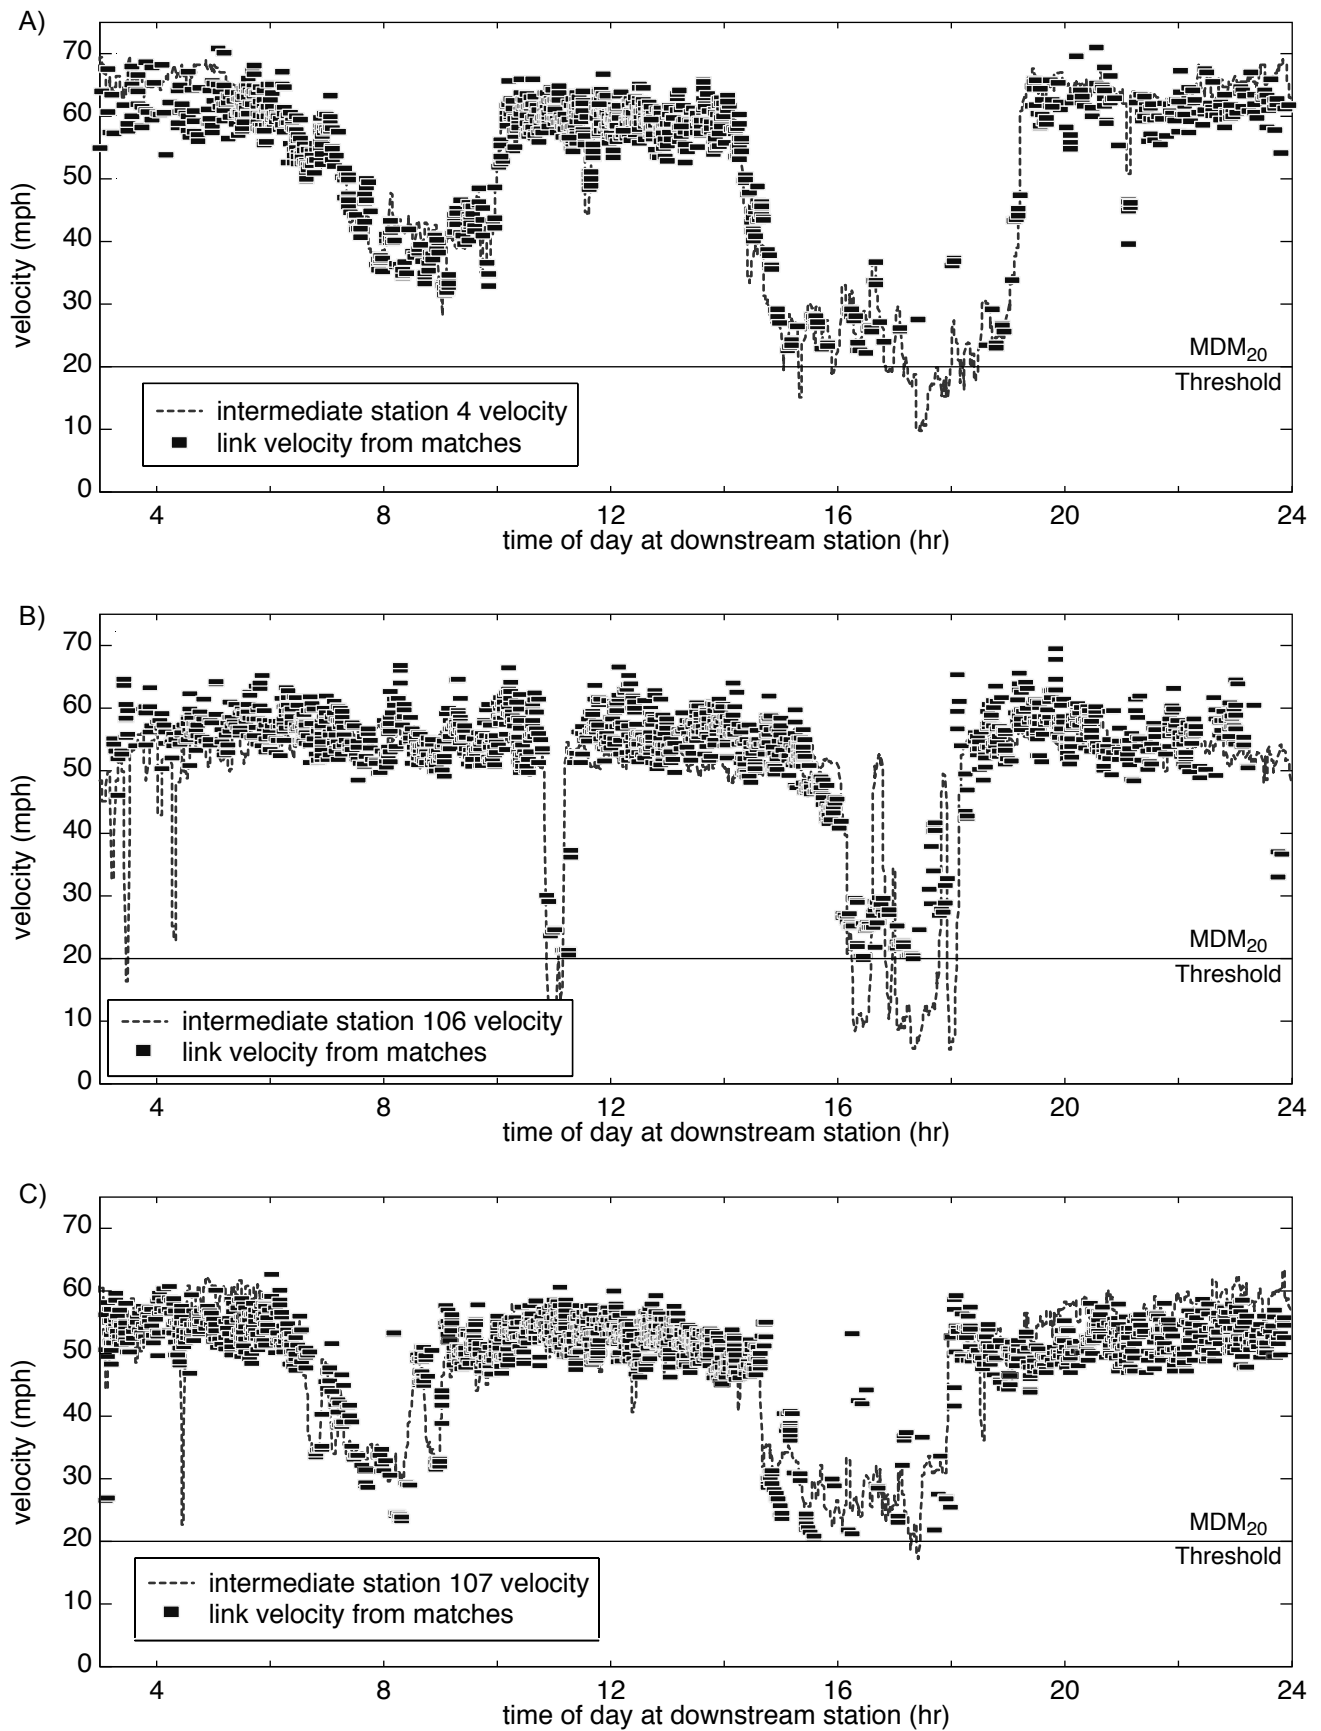 A)
70
60
50
40
30
20
10
0
velocity (mph)
MDM20
Threshold
intermediate station 4 velocity
link velocity from matches
4 8 12 16 20 24
time of day at downstream station (hr)
B)
70
60
50
40
30
20
10
0
velocity (mph)
MDM20
Threshold
intermediate station 106 velocity
link velocity from matches
4 8 12 16 20 24
time of day at downstream station (hr)
C)
70
60
50
40
30
20
10
0
velocity (mph)
MDM20
Threshold
intermediate station 107 velocity
link velocity from matches
4 8 12 16 20 24
time of day at downstream station (hr)